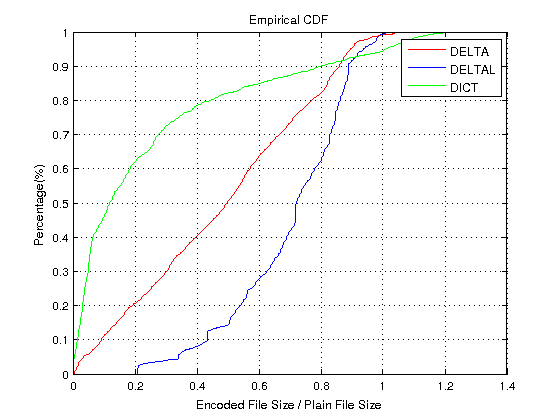 Empirical CDF
1
0.9
0.8
0.7
0.6
0.5
0.4
0.3
0.2
0.1
0
Percentage(%)
DELTA
DELTAL
DICT
0 0.2 0.4 0.6 0.8 1 1.2 1.4
Encoded File Size / Plain File Size